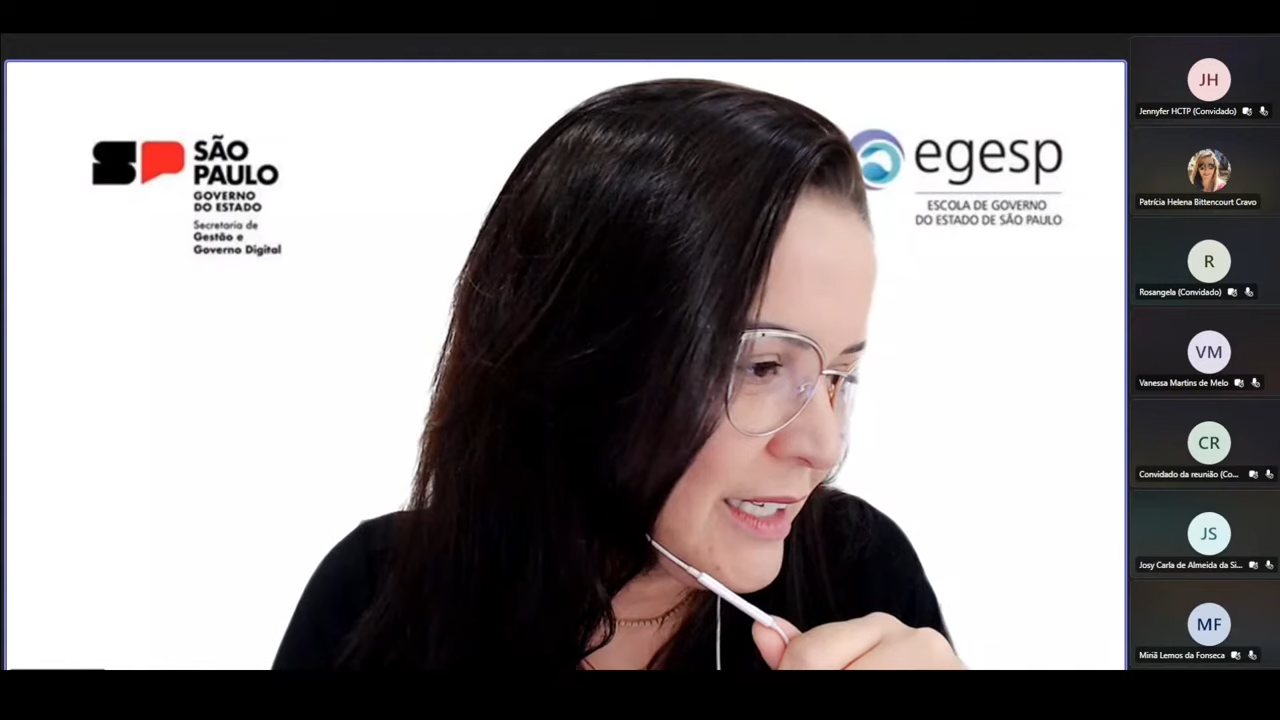 SP
SÃO
PAULO
GOVERNO
DO ESTADO
Secretaria de
Gestão e
Governo Digital
egesp
ESCOLA DE GOVERNO
DO ESTADO DE SÃO PAULO
JH
Jennyfer HCTP (Convidado)
Patrícia Helena Bittencourt Cravo
R
Rosangela (Convidado)
VM
Vanessa Martins de Melo
CR
Convidado da reunião (Co...
JS
Josy Carla de Almeida da Si...
MF
Miriã Lemos da Fonseca